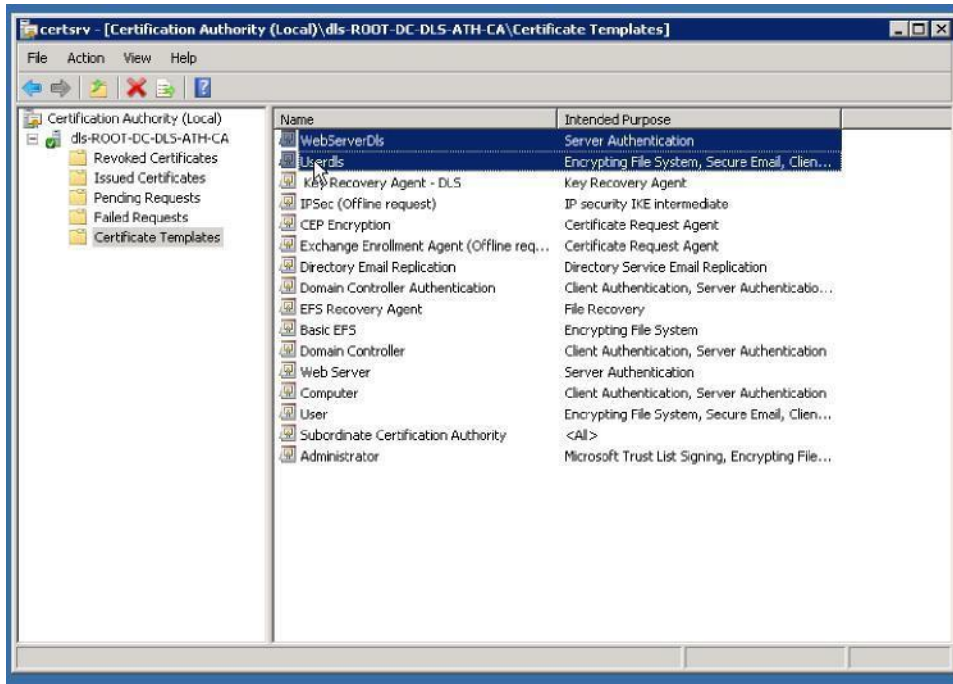 certsrv - [Certification Authority (Local)\dls-ROOT-DC-DLS-ATH-CA\Certificate Templates]
File Action View Help
Certification Authority (Local)
dls-ROOT-DC-DLS-ATH-CA
Revoked Certificates
Issued Certificates
Pending Requests
Failed Requests
Certificate Templates
Name Intended Purpose
WebServerDls Server Authentication
Userdls Encrypting File System, Secure Email, Clien...
Key Recovery Agent - DLS Key Recovery Agent
IPSec (Offline request) IP security IKE intermediate
CEP Encryption Certificate Request Agent
Exchange Enrollment Agent (Offline req... Certificate Request Agent
Directory Email Replication Directory Service Email Replication
Domain Controller Authentication Client Authentication, Server Authenticatio...
EFS Recovery Agent File Recovery
Basic EFS Encrypting File System
Domain Controller Client Authentication, Server Authentication
Web Server Server Authentication
Computer Client Authentication, Server Authentication
User Encrypting File System, Secure Email, Clien...
Subordinate Certification Authority <All>
Administrator Microsoft Trust List Signing, Encrypting File...